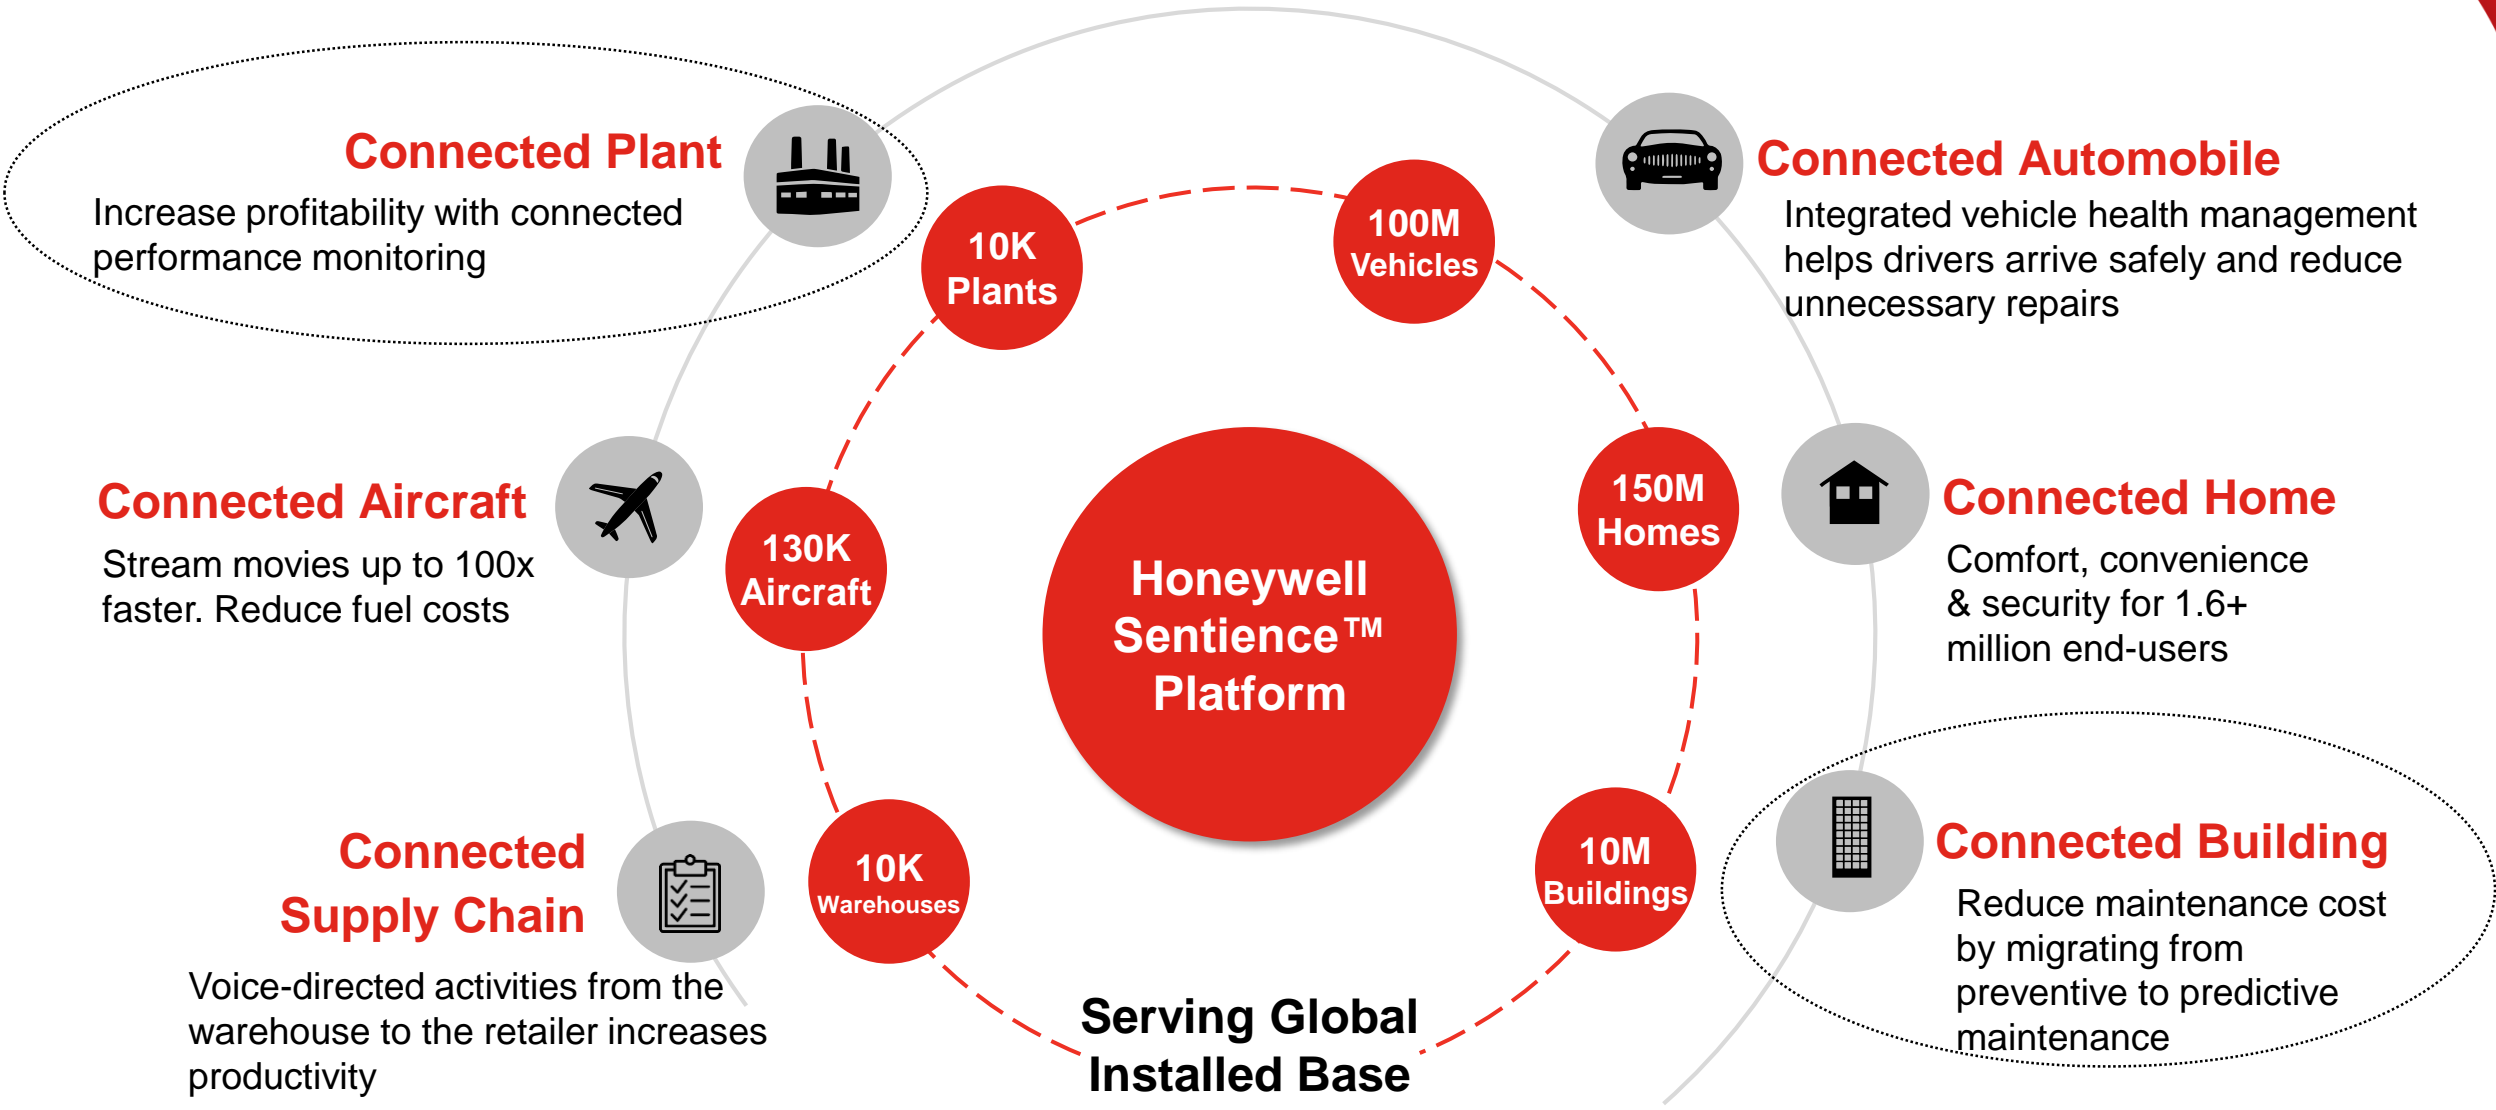 Connected Plant
Increase profitability with connected
performance monitoring
10K
Plants
100M
Vehicles
Connected Automobile
Integrated vehicle health management
helps drivers arrive safely and reduce
unnecessary repairs
Connected Aircraft
Stream movies up to 100x
faster. Reduce fuel costs
130K
Aircraft
Honeywell
Sentience™
Platform
150M
Homes
Connected Home
Comfort, convenience
& security for 1.6+
million end-users
Connected
Supply Chain
Voice-directed activities from the
warehouse to the retailer increases
productivity
10K
Warehouses
10M
Buildings
Connected Building
Reduce maintenance cost
by migrating from
preventive to predictive
maintenance
Serving Global
Installed Base